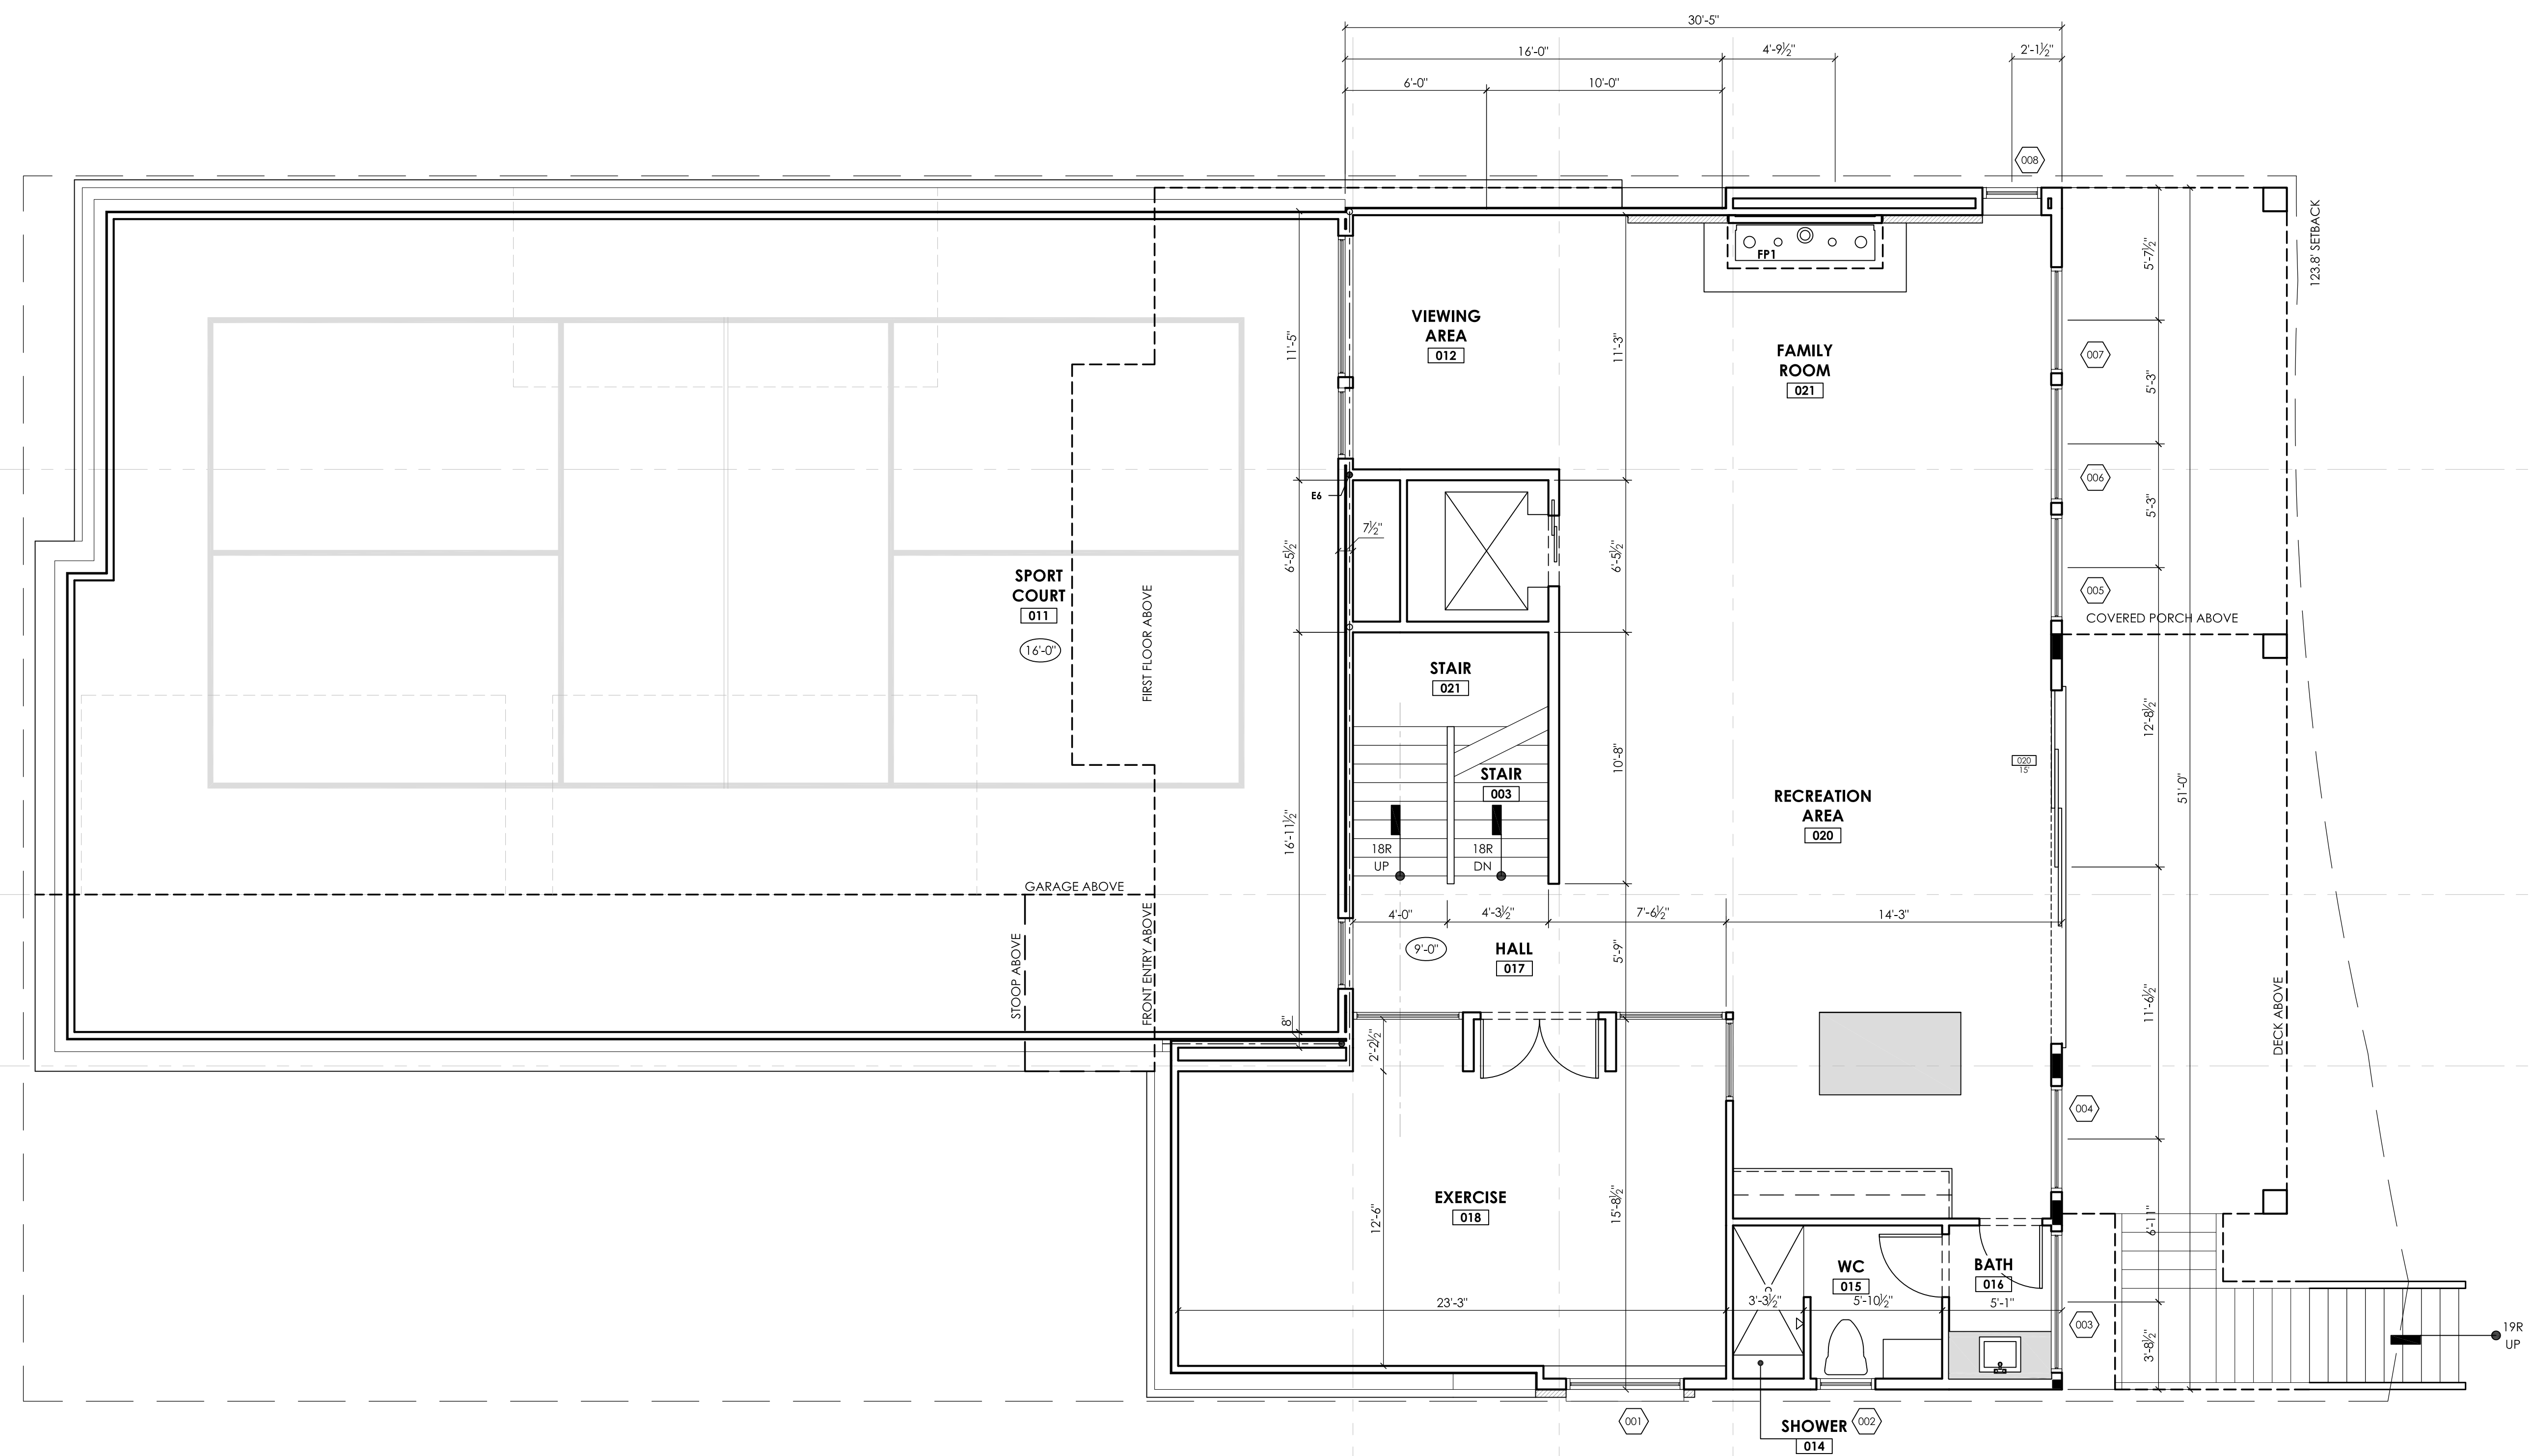 30'-5"
16'-0"
4'-9½"
2'-1½"
6'-0"
10'-0"
008
123.8' SETBACK
5'-7½"
FP1
VIEWING
AREA
012
11'-5"
11'-3"
FAMILY
ROOM
021
007
5'-3"
006
5'-3"
E6
7½"
6'-5½"
6'-5½"
SPORT
COURT
011
16'-0"
FIRST FLOOR ABOVE
005
COVERED PORCH ABOVE
STAIR
021
12'-8½"
STAIR
003
10'-8"
020
15'
51'-0"
RECREATION
AREA
020
16'-11½"
18R
UP
18R
DN
GARAGE ABOVE
4'-0"
4'-3½"
7'-6½"
14'-3"
STOOP ABOVE
FRONT ENTRY ABOVE
9'-0"
HALL
017
5'-9"
DECK ABOVE
11'-6½"
8"
2'-2½"
004
EXERCISE
018
12'-6"
15'-8½"
6'-11"
WC
015
BATH
016
23'-3"
3'-3½"
5'-10½"
5'-1"
003
3'-8½"
19R
UP
001
SHOWER
014
002